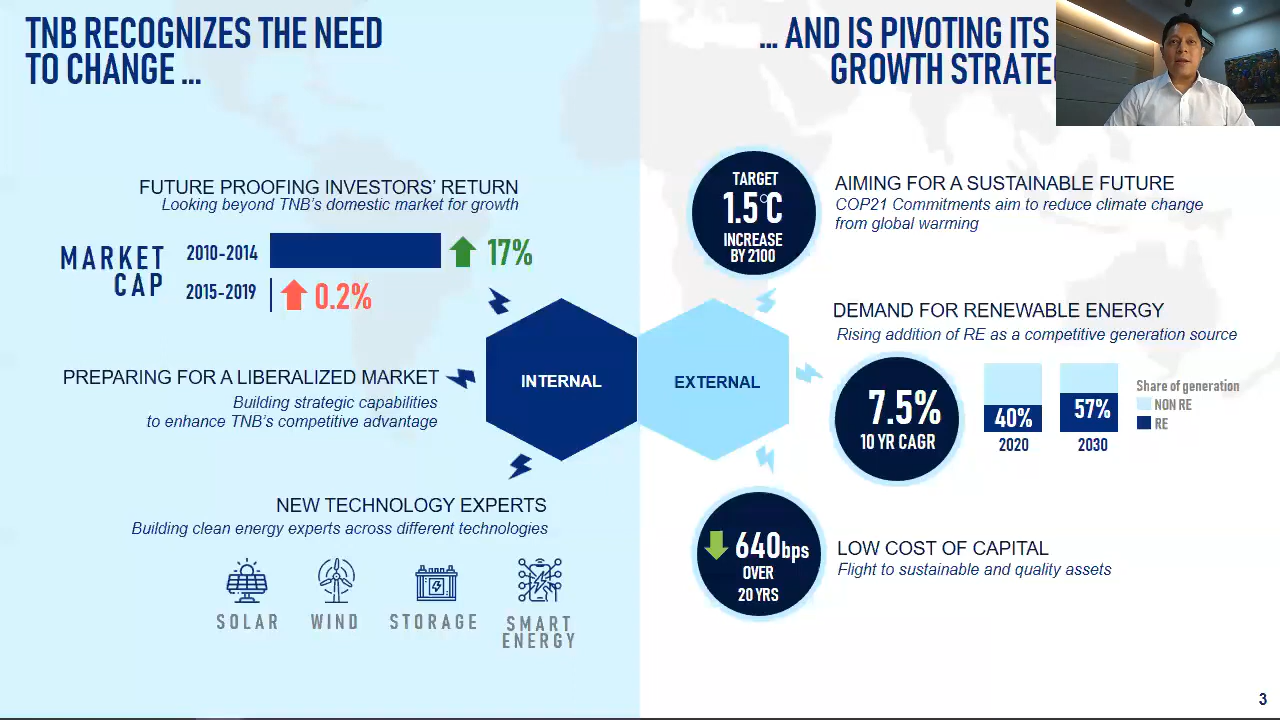 TNB RECOGNIZES THE NEED
TO CHANGE ...
... AND IS PIVOTING ITS
GROWTH
FUTURE PROOFING INVESTORS' RETURN
Looking beyond TNB's domestic market for growth
MARKET
CAP
2010-2014
17%
2015-2019
0.2%
PREPARING FOR A LIBERALIZED MARKET
Building strategic capabilities
to enhance TNB's competitive advantage
NEW TECHNOLOGY EXPERTS
Building clean energy experts across different technologies
SOLAR
WIND
STORAGE
SMART
ENERGY
INTERNAL
EXTERNAL
TARGET
1.5°C
INCREASE
BY 2100
AIMING FOR A SUSTAINABLE FUTURE
COP21 Commitments aim to reduce climate change
from global warming
DEMAND FOR RENEWABLE ENERGY
Rising addition of RE as a competitive generation source
7.5%
10 YR CAGR
40%
2020
57%
2030
Share of generation
NON RE
RE
640bps
OVER
20 YRS
LOW COST OF CAPITAL
Flight to sustainable and quality assets
3